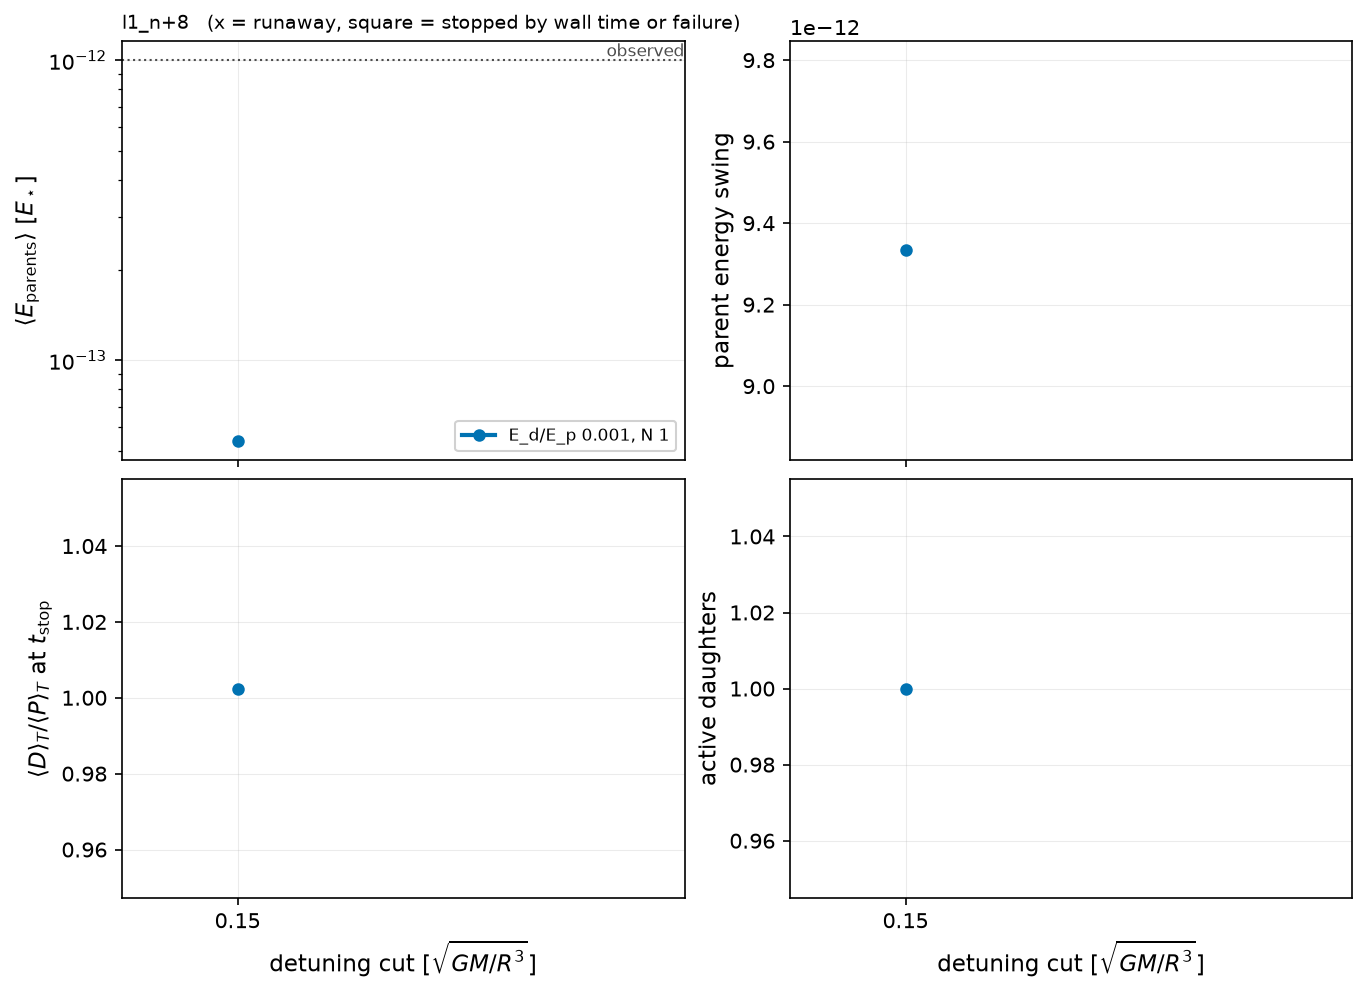 l1_n+8   (x = runaway, square = stopped by wall time or failure)
observed
10⁻¹²
10⁻¹³
⟨E_parents⟩ [E⋆]
E_d/E_p 0.001, N 1
1e−12
9.8
9.6
9.4
9.2
9.0
parent energy swing
1.04
1.02
1.00
0.98
0.96
⟨D⟩_T/⟨P⟩_T at t_stop
0.15
detuning cut [√GM/R³]
1.04
1.02
1.00
0.98
0.96
active daughters
0.15
detuning cut [√GM/R³]